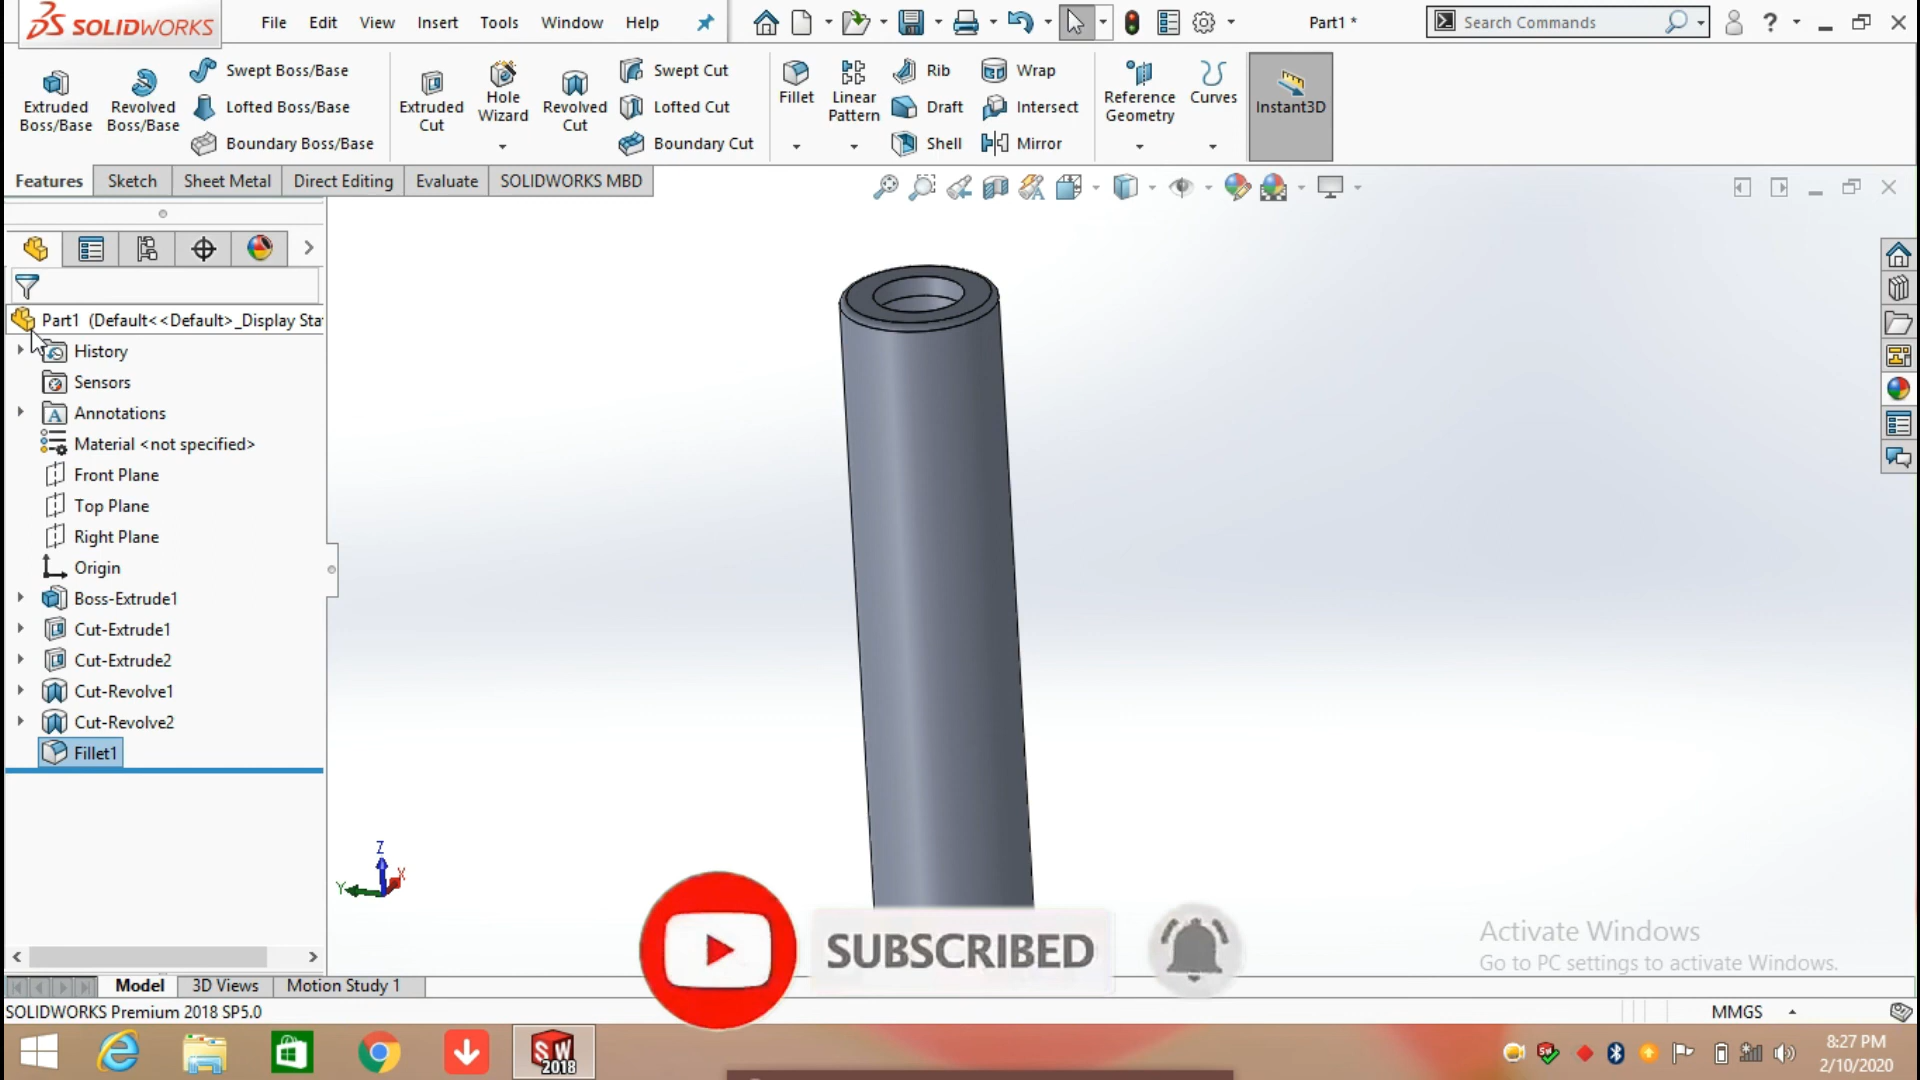 SOLIDWORKS
File Edit View Insert Tools Window Help
Part1 *
Search Commands
?
Extruded Boss/Base
Revolved Boss/Base
Swept Boss/Base
Lofted Boss/Base
Boundary Boss/Base
Extruded Cut
Hole Wizard
Revolved Cut
Swept Cut
Lofted Cut
Boundary Cut
Fillet
Linear Pattern
Rib
Draft
Shell
Wrap
Intersect
Mirror
Reference Geometry
Curves
Instant3D
Features Sketch Sheet Metal Direct Editing Evaluate SOLIDWORKS MBD
Part1 (Default<<Default>_Display Sta
History
Sensors
Annotations
Material <not specified>
Front Plane
Top Plane
Right Plane
Origin
Boss-Extrude1
Cut-Extrude1
Cut-Extrude2
Cut-Revolve1
Cut-Revolve2
Fillet1
Z
Y
X
SUBSCRIBED
Activate Windows
Go to PC settings to activate Windows.
Model 3D Views Motion Study 1
SOLIDWORKS Premium 2018 SP5.0
MMGS
SW
2018
8:27 PM
2/10/2020